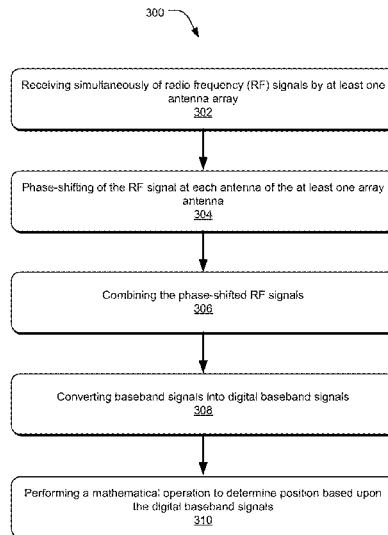 300
Receiving simultaneously of radio frequency (RF) signals by at least one
antenna array
302
Phase-shifting of the RF signal at each antenna of the at least one array
antenna
304
Combining the phase-shifted RF signals
306
Converting baseband signals into digital baseband signals
308
Performing a mathematical operation to determine position based upon
the digital baseband signals
310